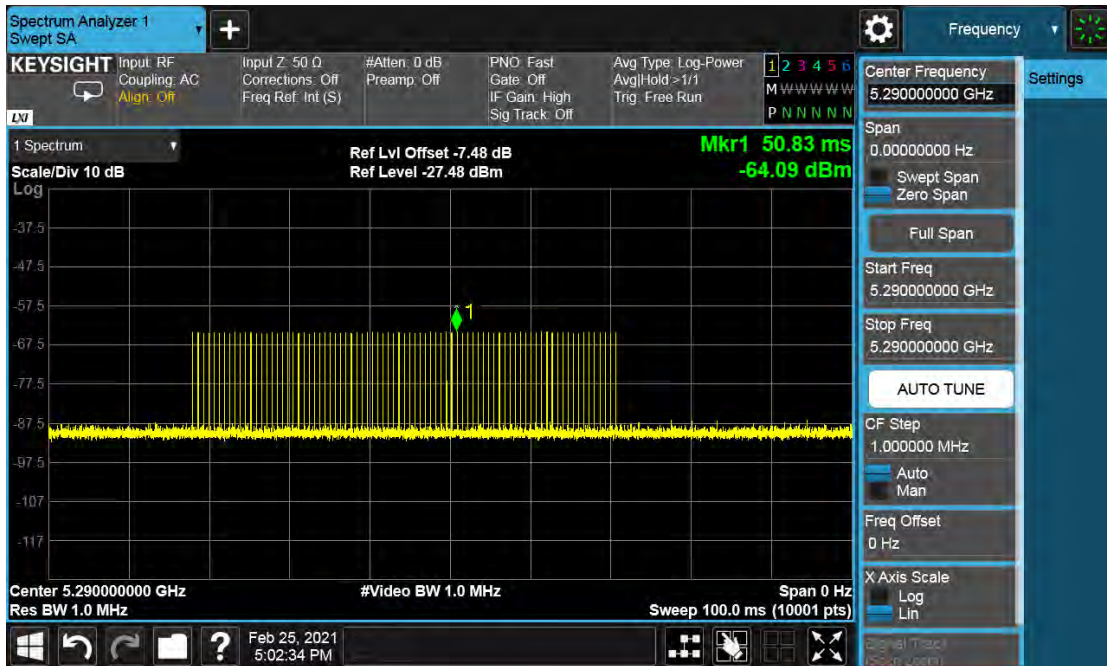 Spectrum Analyzer 1
Swept SA
+
Frequency
KEYSIGHT
LXI
Input: RF
Coupling: AC
Align: Off
Input Z: 50 Ω
Corrections: Off
Freq Ref: Int (S)
#Atten: 0 dB
Preamp: Off
PNO: Fast
Gate: Off
IF Gain: High
Sig Track: Off
Avg Type: Log-Power
Avg|Hold >1/1
Trig: Free Run
1 2 3 4 5 6
M W W W W W
P N N N N N
1 Spectrum
Scale/Div 10 dB
Log
Ref Lvl Offset -7.48 dB
Ref Level -27.48 dBm
Mkr1 50.83 ms
-64.09 dBm
-37.5
-47.5
-57.5
-67.5
-77.5
-87.5
-97.5
-107
-117
1
Center 5.290000000 GHz
Res BW 1.0 MHz
#Video BW 1.0 MHz
Span 0 Hz
Sweep 100.0 ms (10001 pts)
Center Frequency
5.290000000 GHz
Settings
Span
0.00000000 Hz
Swept Span
Zero Span
Full Span
Start Freq
5.290000000 GHz
Stop Freq
5.290000000 GHz
AUTO TUNE
CF Step
1.000000 MHz
Auto
Man
Freq Offset
0 Hz
X Axis Scale
Log
Lin
Signal Track
?
Feb 25, 2021
5:02:34 PM